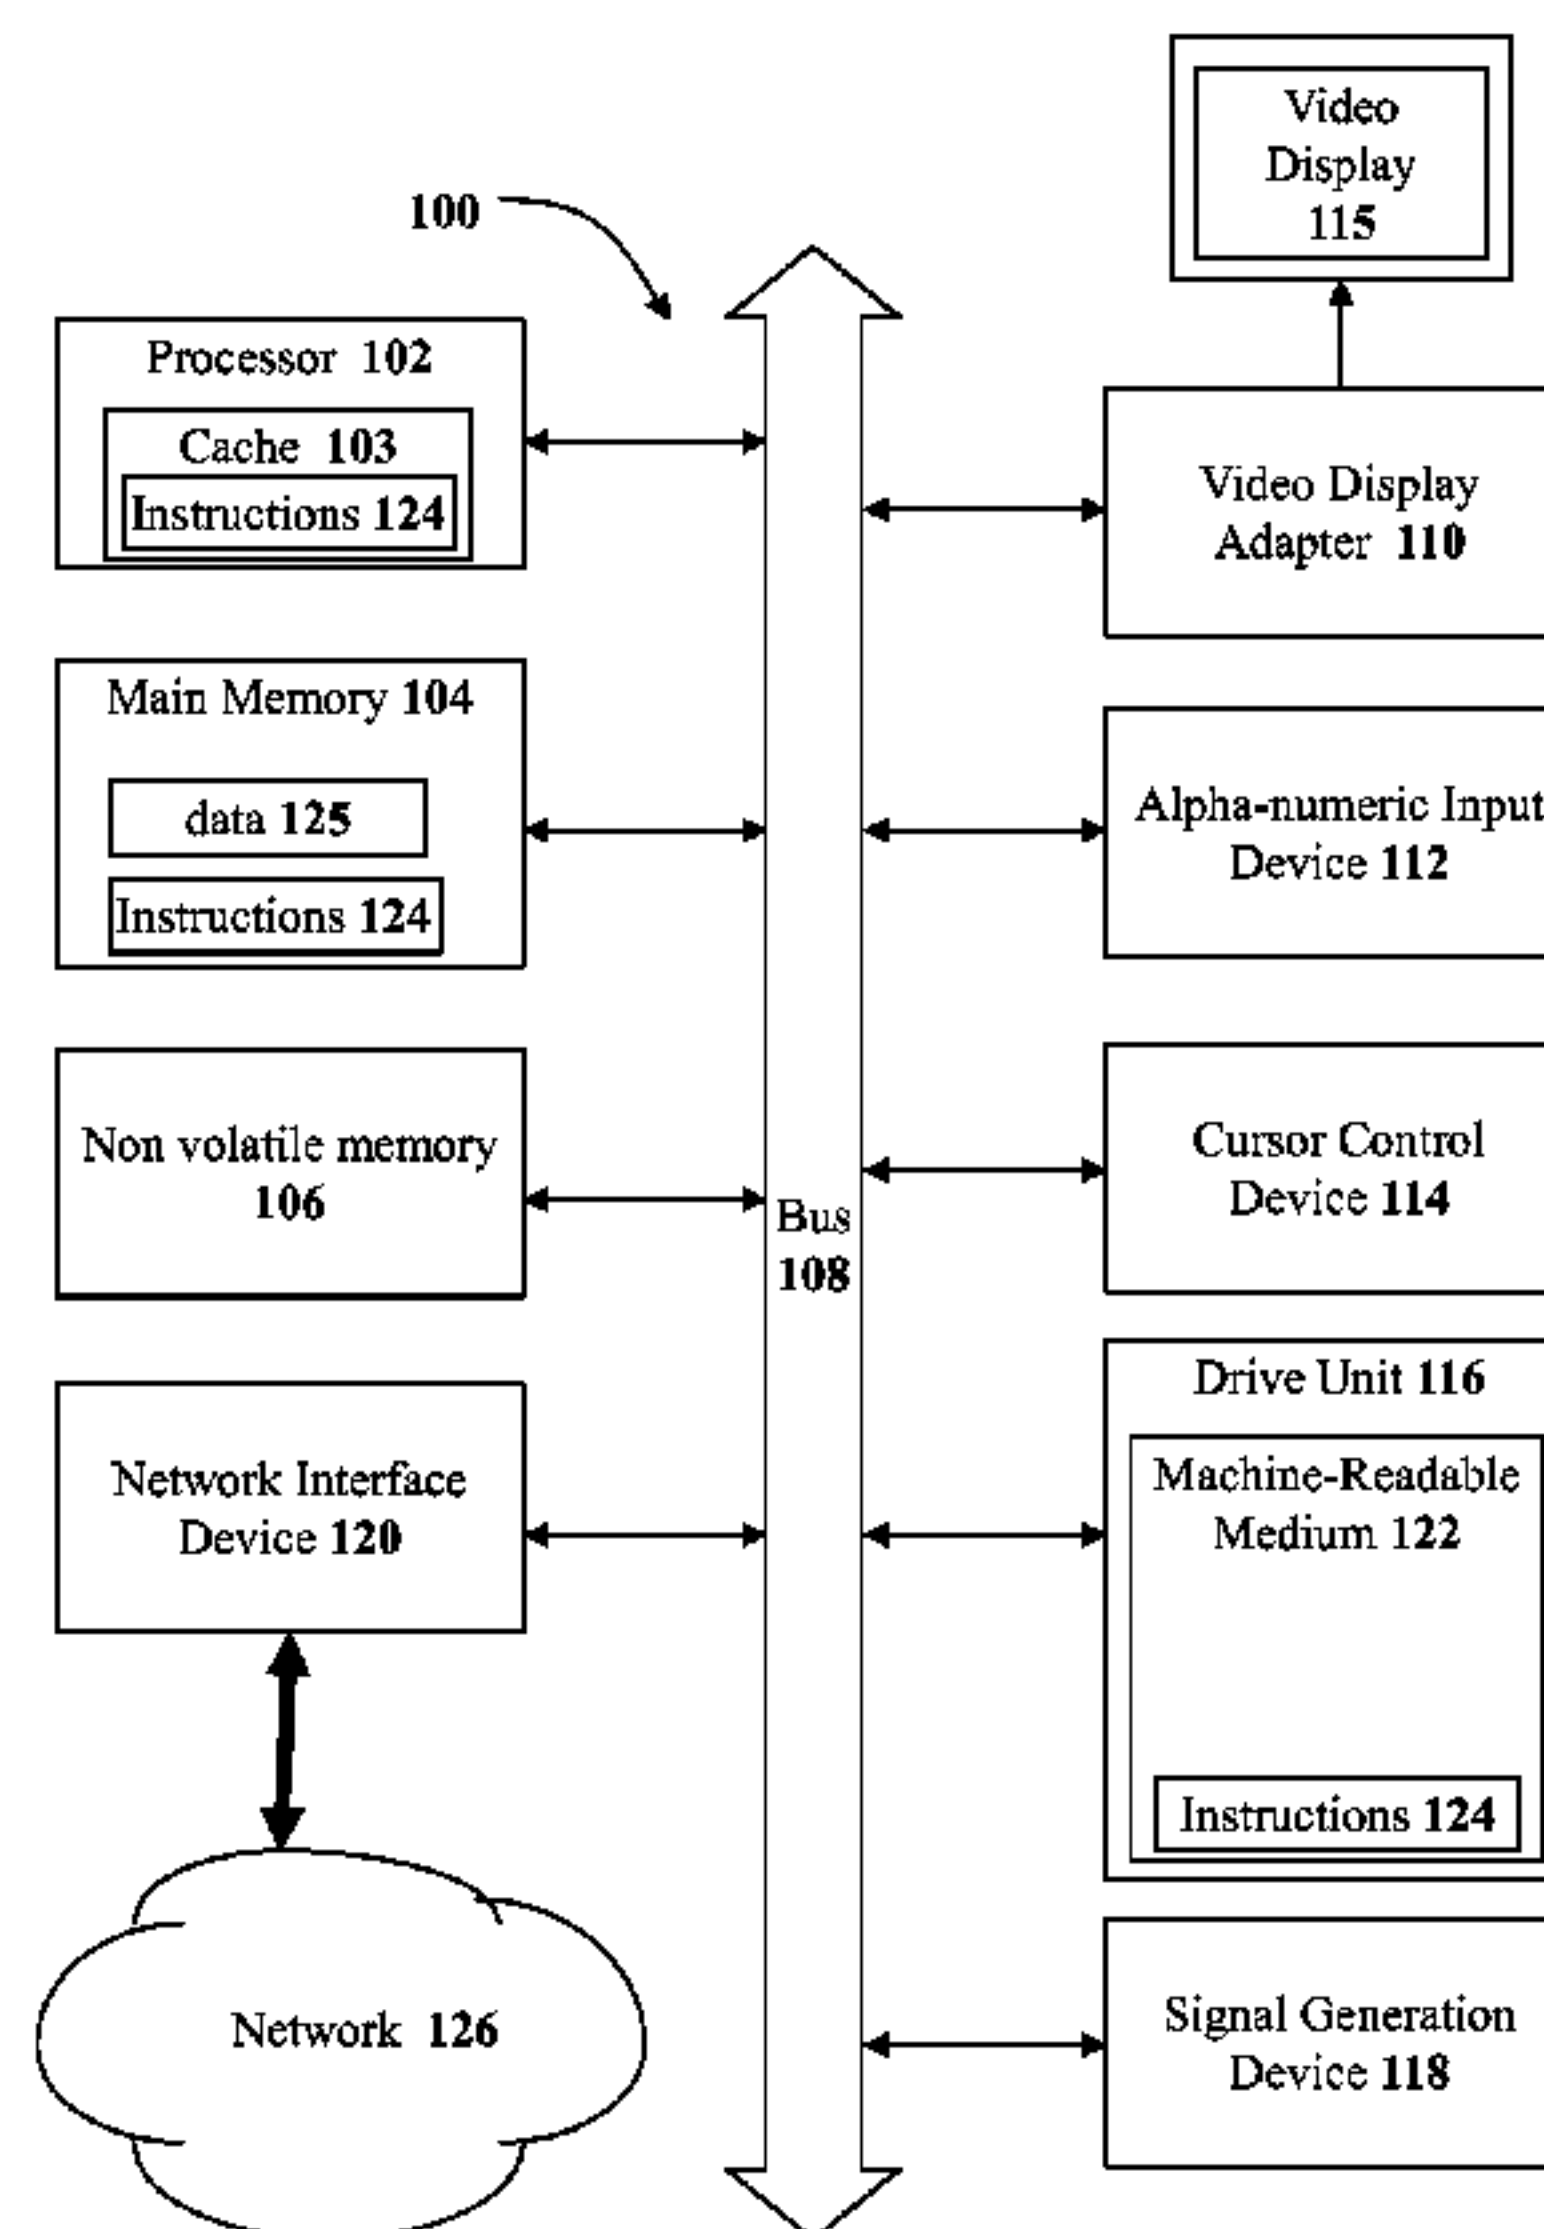 100
Processor 102
Cache 103
Instructions 124
Main Memory 104
data 125
Instructions 124
Non volatile memory
106
Network Interface
Device 120
Network 126
Bus
108
Video
Display
115
Video Display
Adapter 110
Alpha-numeric Input
Device 112
Cursor Control
Device 114
Drive Unit 116
Machine-Readable
Medium 122
Instructions 124
Signal Generation
Device 118